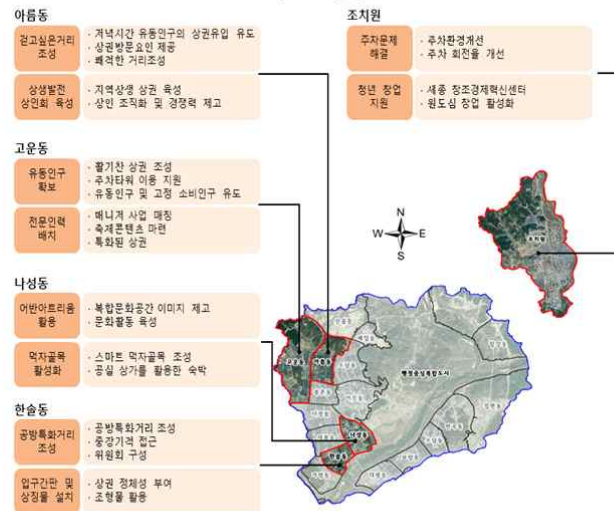 아름동
걷고싶은거리
조성
· 저녁시간 유동인구의 상권유입 유도
· 상권방문요인 제공
· 쾌적한 거리조성
상생발전
상인회 육성
· 지역상생 상권 육성
· 상인 조직화 및 경쟁력 제고
고운동
유동인구
확보
· 활기찬 상권 조성
· 주차타워 이용 지원
· 유동인구 및 고정 소비인구 유도
전문인력
배치
· 매니저 사업 매칭
· 축제콘텐츠 마련
· 특화된 상권
나성동
어반아트리움
활용
· 복합문화공간 이미지 제고
· 문화활동 육성
먹자골목
활성화
· 스마트 먹자골목 조성
· 공실 상가를 활용한 숙박
한솔동
공방특화거리
조성
· 공방특화거리 조성
· 중장기적 접근
· 위원회 구성
입구간판 및
상징물 설치
· 상권 정체성 부여
· 조형물 활용
조치원
주차문제
해결
· 주차환경개선
· 주차 회전율 개선
청년 창업
지원
· 세종 창조경제혁신센터
· 원도심 창업 활성화
N
W
E
S
조치원
고운동
아름동
행정중심복합도시
나성동
한솔동